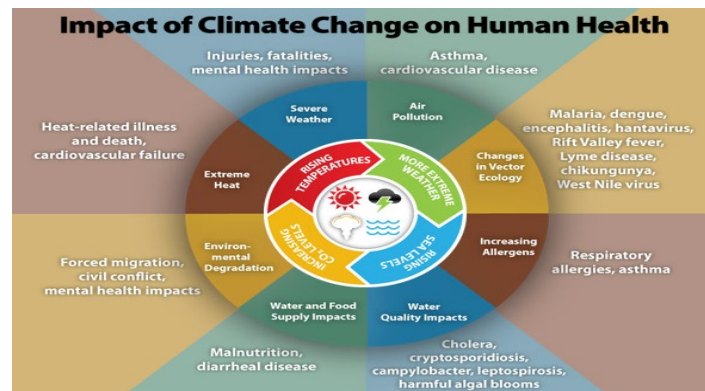 Impact of Climate Change on Human Health
Injuries, fatalities,
mental health impacts
Asthma,
cardiovascular disease
Severe
Weather
Air
Pollution
Heat-related illness
and death,
cardiovascular failure
Extreme
Heat
RISING
TEMPERATURES
MORE EXTREME
WEATHER
Changes
in Vector
Ecology
Malaria, dengue,
encephalitis, hantavirus,
Rift Valley fever,
Lyme disease,
chikungunya,
West Nile virus
Forced migration,
civil conflict,
mental health impacts
Environ-
mental
Degradation
INCREASING
CO₂ LEVELS
RISING
SEA LEVELS
Increasing
Allergens
Respiratory
allergies, asthma
Water and Food
Supply Impacts
Water
Quality Impacts
Malnutrition,
diarrheal disease
Cholera,
cryptosporidiosis,
campylobacter, leptospirosis,
harmful algal blooms